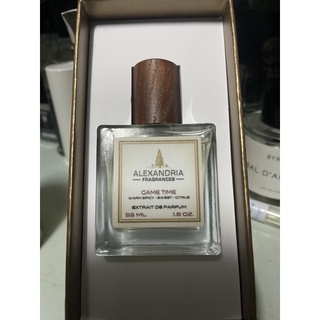 ALEXANDRIA
FRAGRANCES
GAME TIME
WARM SPICY - SWEET - CITRUS
EXTRAIT DE PARFUM
55 ML 1.8 OZ.